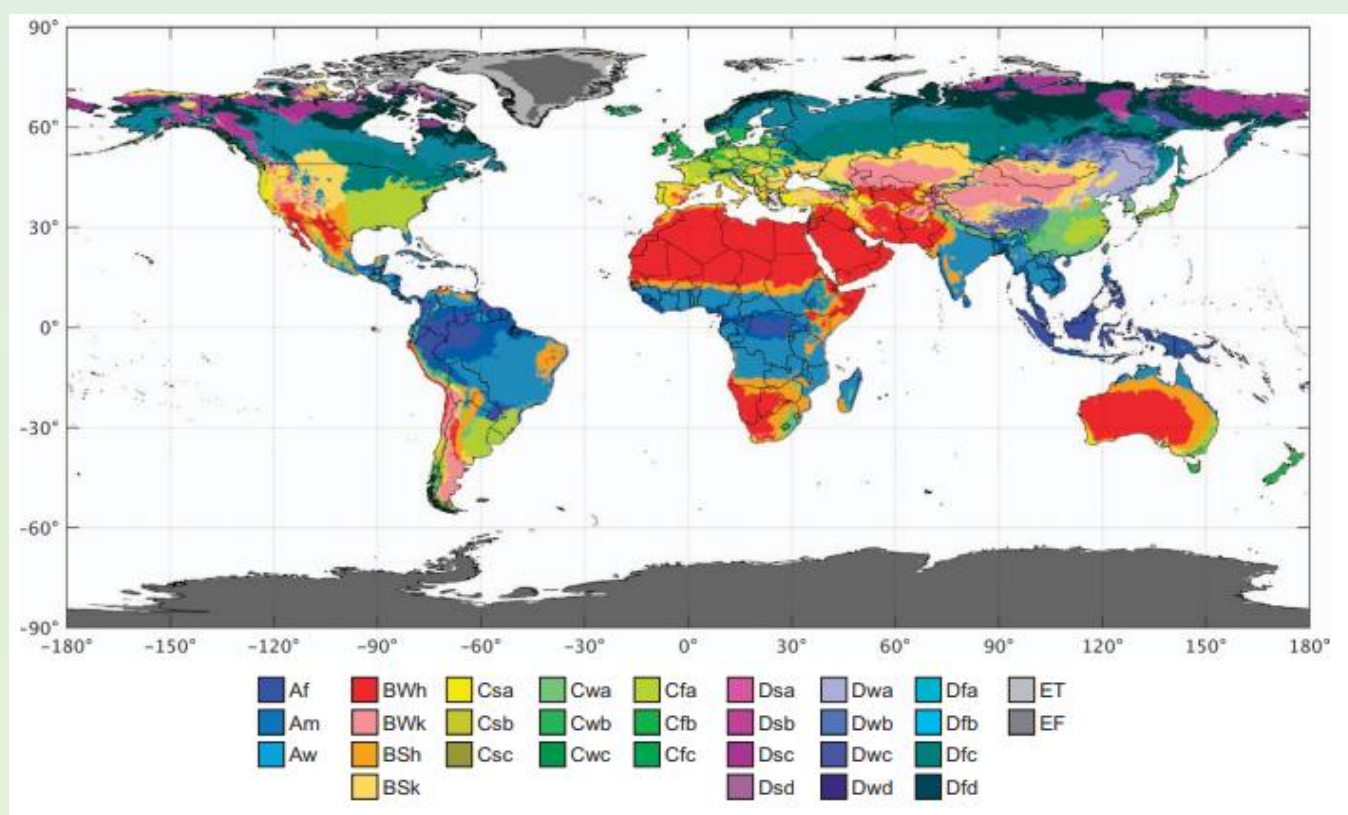 90°
60°
30°
0°
-30°
-60°
-90°
-180° -150° -120° -90° -60° -30° 0° 30° 60° 90° 120° 150° 180°
Af BWh Csa Cwa Cfa Dsa Dwa Dfa ET
Am BWk Csb Cwb Cfb Dsb Dwb Dfb EF
Aw BSh Csc Cwc Cfc Dsc Dwc Dfc
BSk Dsd Dwd Dfd